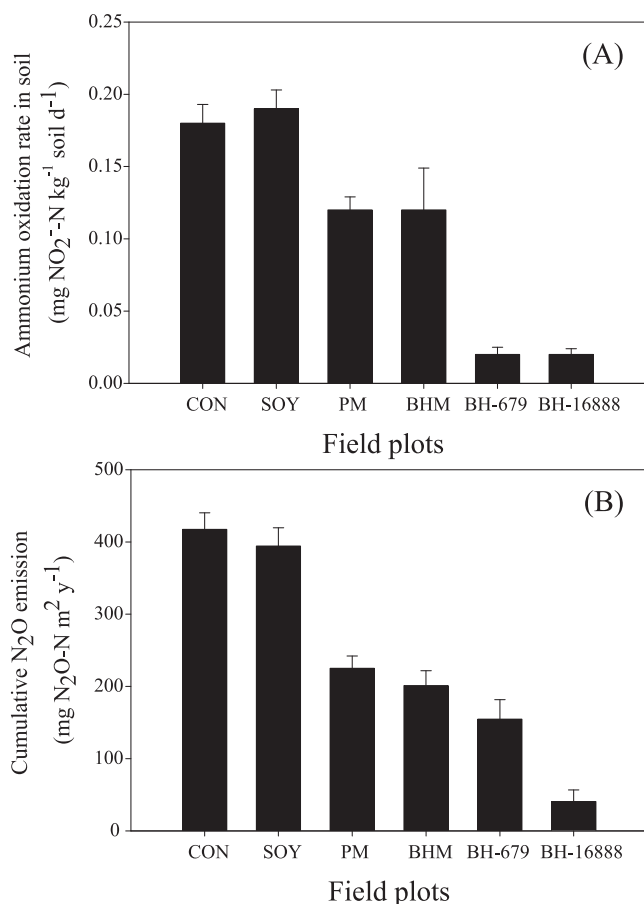 (A)
Ammonium oxidation rate in soil
(mg NO₂⁻-N kg⁻¹ soil d⁻¹)
0.25
0.20
0.15
0.10
0.05
0.00
CON SOY PM BHM BH-679 BH-16888
Field plots
(B)
Cumulative N₂O emission
(mg N₂O-N m² y⁻¹)
500
400
300
200
100
0
CON SOY PM BHM BH-679 BH-16888
Field plots